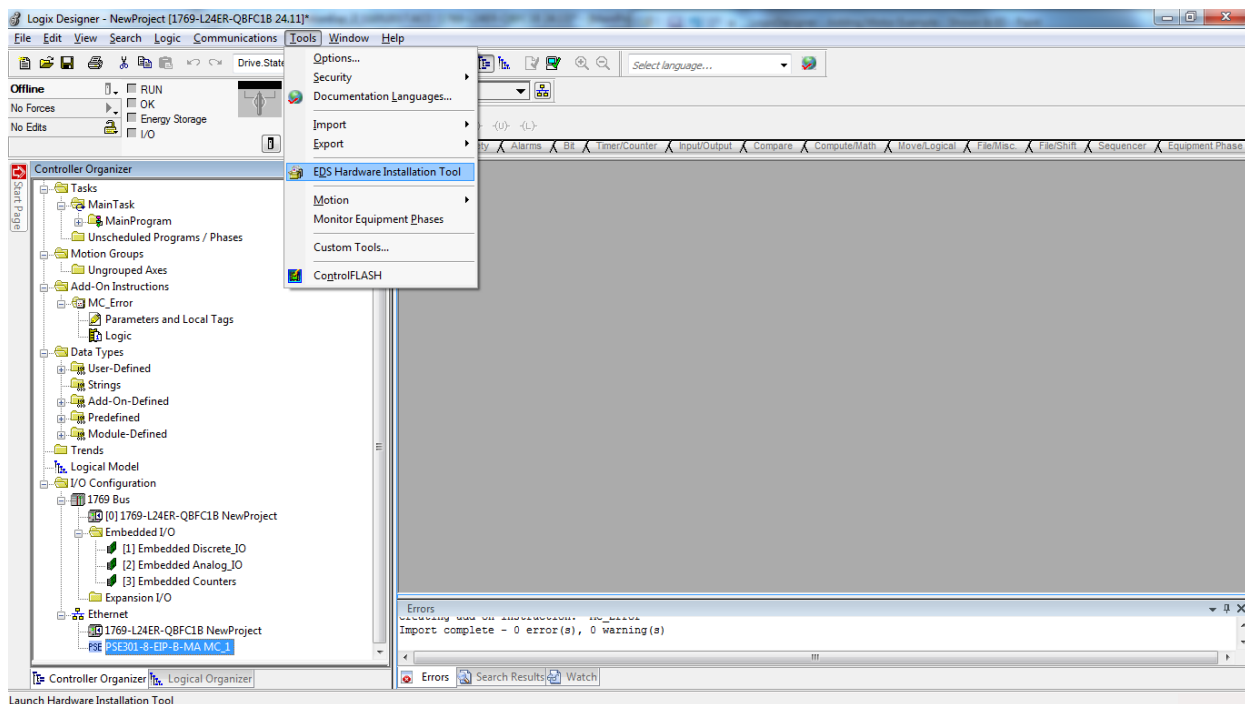 Logix Designer - NewProject [1769-L24ER-QBFC1B 24.11]*
File Edit View Search Logic Communications Tools Window Help
Drive.State
Select language...
Offline
RUN
No Forces
OK
Energy Storage
No Edits
I/O
Options...
Security
Documentation Languages...
Import
Export
EDS Hardware Installation Tool
Motion
Monitor Equipment Phases
Custom Tools...
ControlFLASH
Alarms Bit Timer/Counter Input/Output Compare Compute/Math Move/Logical File/Misc. File/Shift Sequencer Equipment Phase
Start Page
Controller Organizer
Tasks
MainTask
MainProgram
Unscheduled Programs / Phases
Motion Groups
Ungrouped Axes
Add-On Instructions
MC_Error
Parameters and Local Tags
Logic
Data Types
User-Defined
Strings
Add-On-Defined
Predefined
Module-Defined
Trends
Logical Model
I/O Configuration
1769 Bus
[0] 1769-L24ER-QBFC1B NewProject
Embedded I/O
[1] Embedded Discrete_IO
[2] Embedded Analog_IO
[3] Embedded Counters
Expansion I/O
Ethernet
1769-L24ER-QBFC1B NewProject
PSE PSE301-8-EIP-B-MA MC_1
Controller Organizer Logical Organizer
Errors
Import complete - 0 error(s), 0 warning(s)
Errors Search Results Watch
Launch Hardware Installation Tool